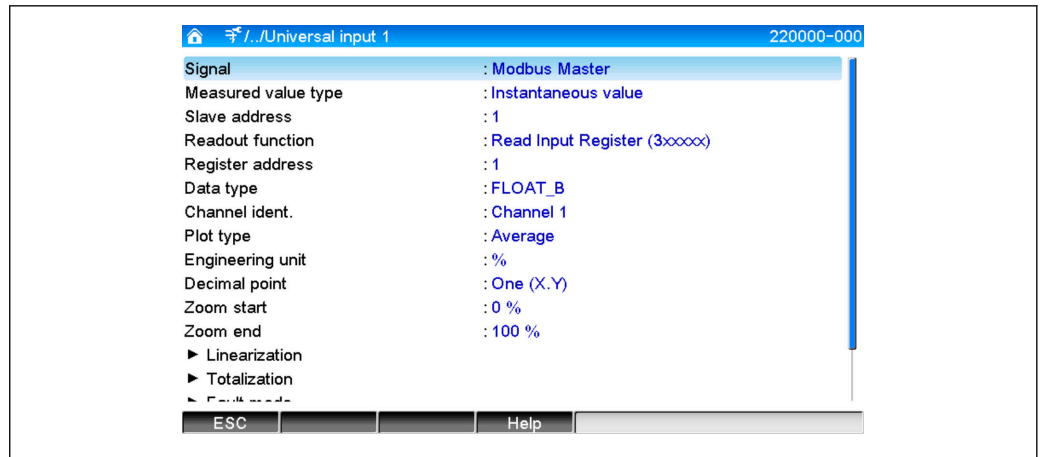 /../Universal input 1 220000-000
Signal : Modbus Master
Measured value type : Instantaneous value
Slave address : 1
Readout function : Read Input Register (3xxxxx)
Register address : 1
Data type : FLOAT_B
Channel ident. : Channel 1
Plot type : Average
Engineering unit : %
Decimal point : One (X.Y)
Zoom start : 0 %
Zoom end : 100 %
► Linearization
► Totalization
► Fault mode
ESC Help